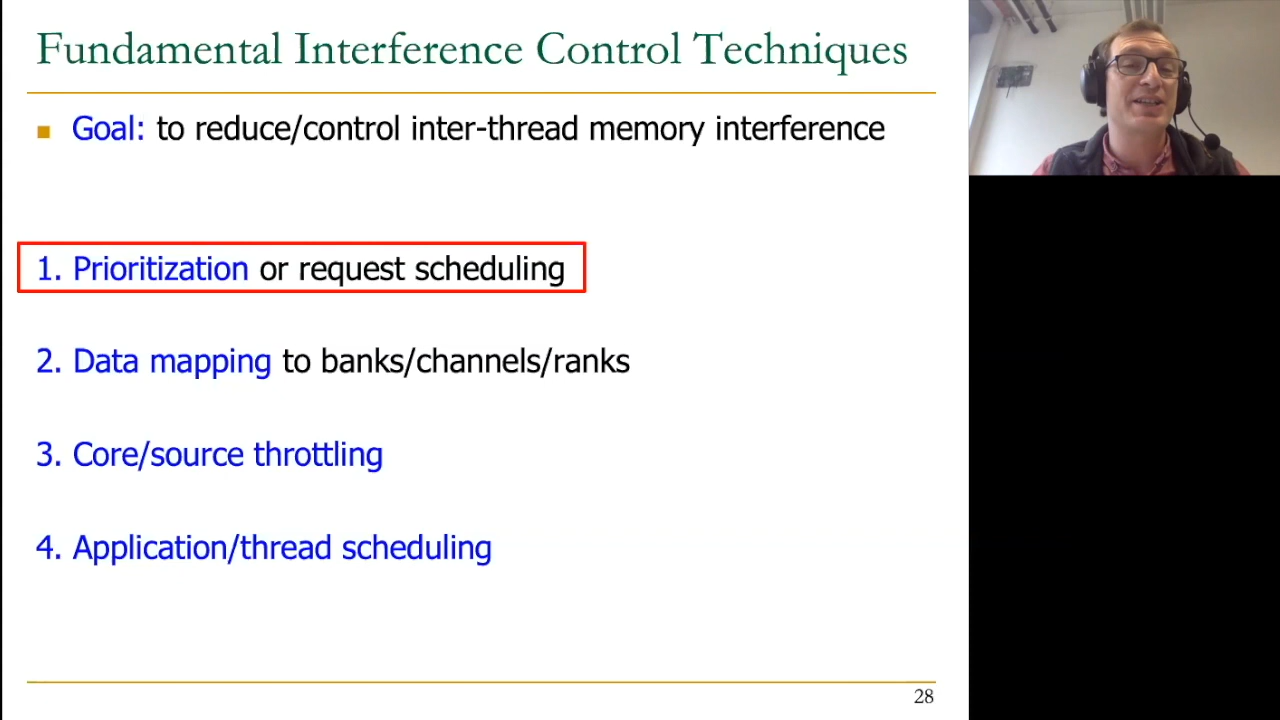 Fundamental Interference Control Techniques
Goal: to reduce/control inter-thread memory interference
1. Prioritization or request scheduling
2. Data mapping to banks/channels/ranks
3. Core/source throttling
4. Application/thread scheduling
28